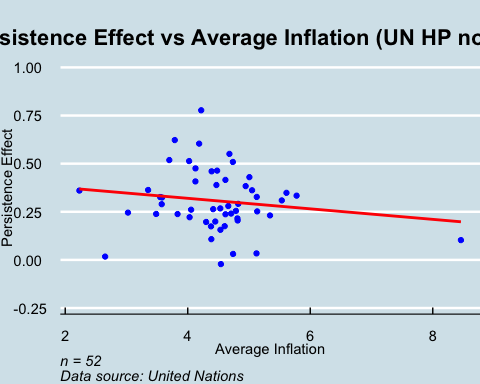 sistence Effect vs Average Inflation (UN HP no
1.00
0.75
0.50
0.25
0.00
-0.25
Persistence Effect
2 4 6 8
Average Inflation
n = 52
Data source: United Nations